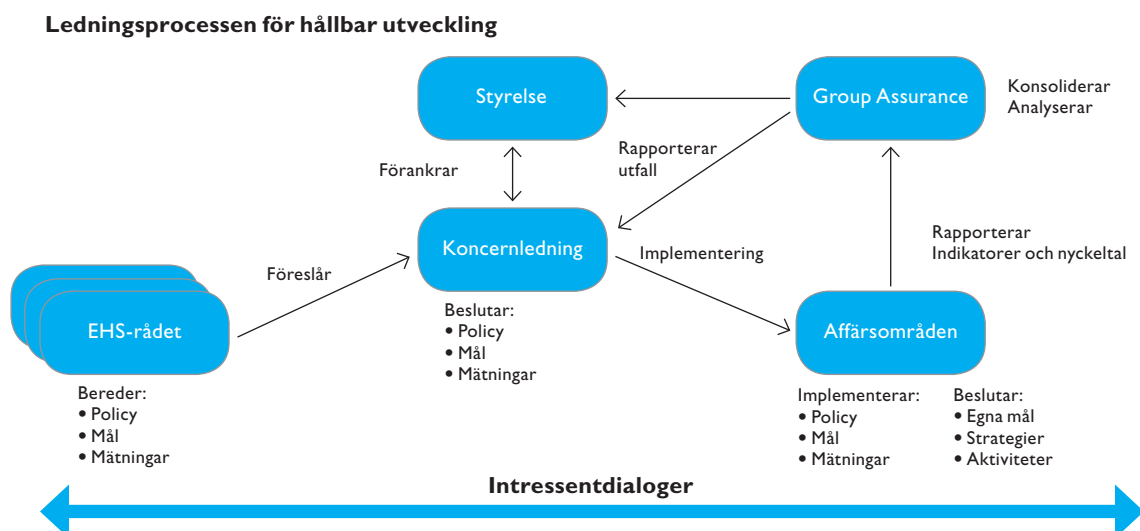 Ledningsprocessen för hållbar utveckling
Styrelse
Group Assurance
Konsoliderar
Analyserar
Förankrar
Rapporterar
utfall
Koncernledning
Implementering
Rapporterar
Indikatorer och nyckeltal
Föreslår
EHS-rådet
Beslutar:
• Policy
• Mål
• Mätningar
Affärsområden
Bereder:
• Policy
• Mål
• Mätningar
Implementerar:
• Policy
• Mål
• Mätningar
Beslutar:
• Egna mål
• Strategier
• Aktiviteter
Intressentdialoger